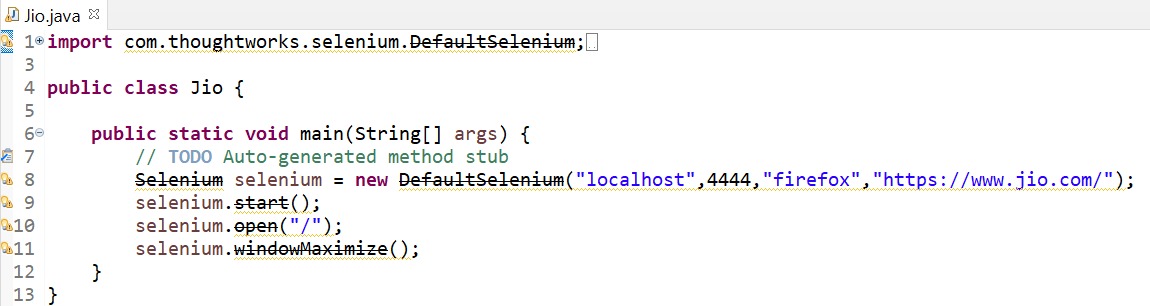 Jio.java
1 import com.thoughtworks.selenium.DefaultSelenium;
3
4 public class Jio {
5
6 public static void main(String[] args) {
7 // TODO Auto-generated method stub
8 Selenium selenium = new DefaultSelenium("localhost",4444,"firefox","https://www.jio.com/");
9 selenium.start();
10 selenium.open("/");
11 selenium.windowMaximize();
12 }
13 }